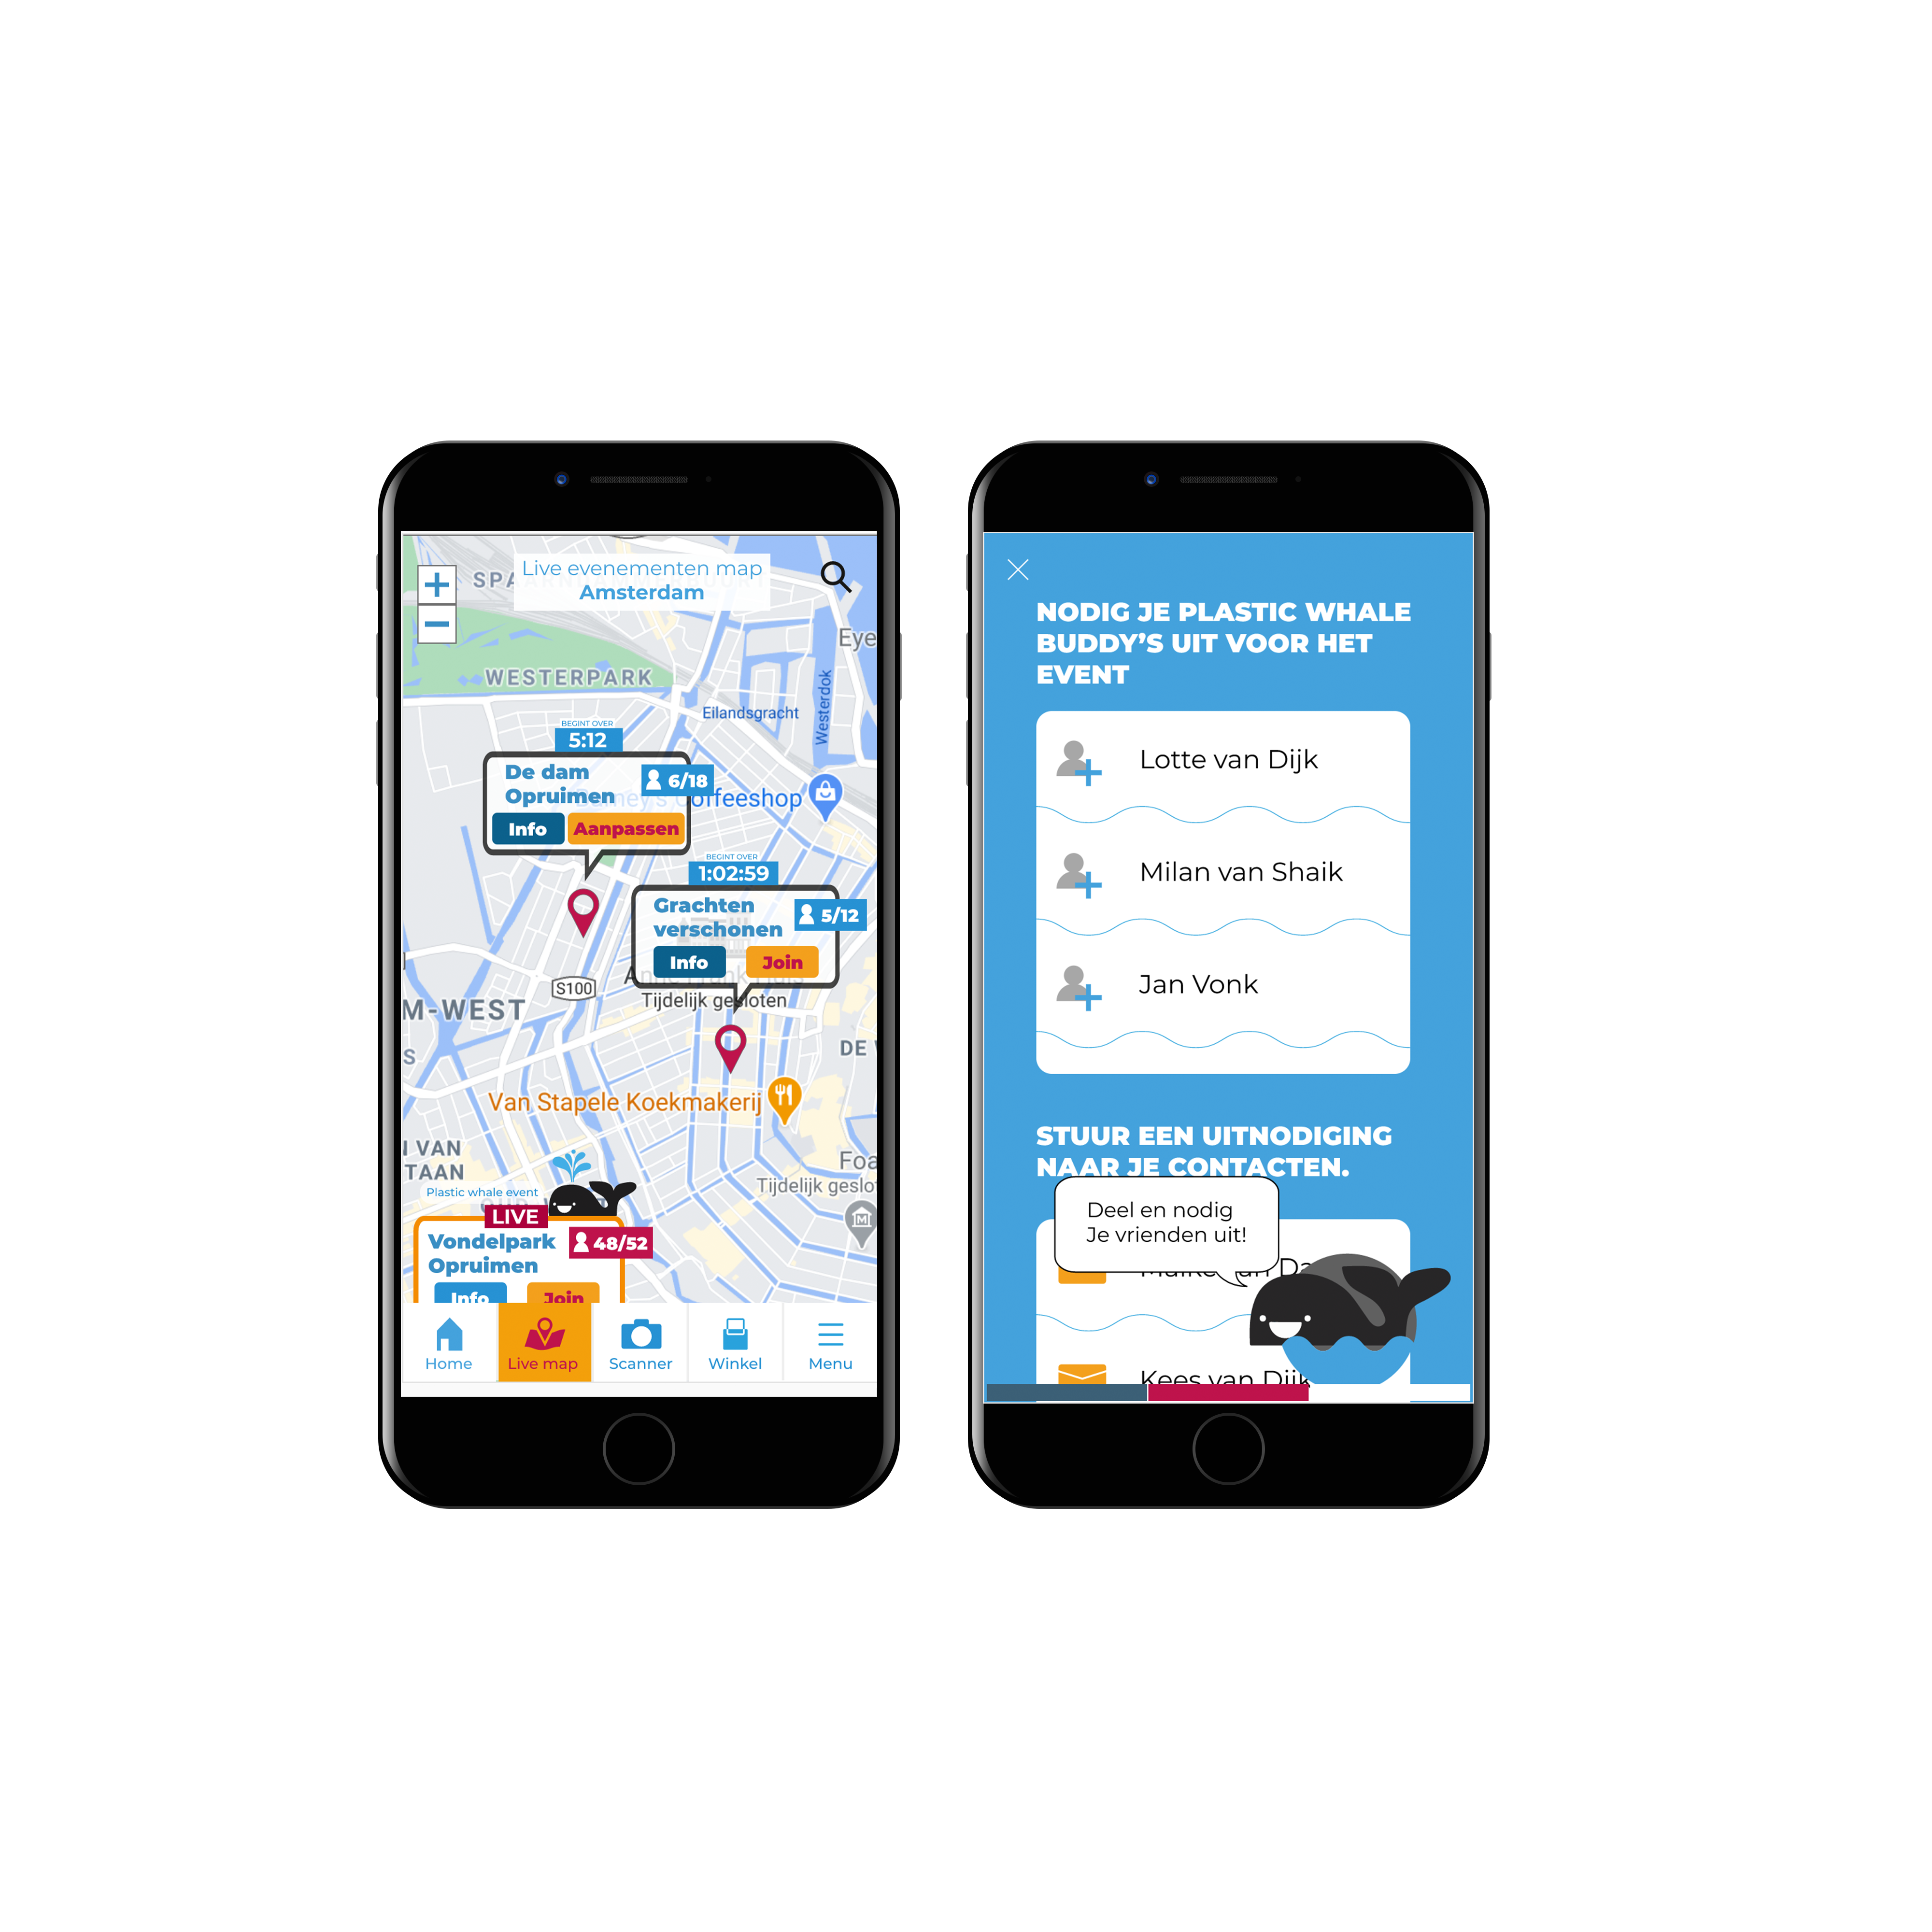 Live evenementen map
Amsterdam
WESTERPARK
Eye
Eilandsgracht
Westerdok
BEGINT OVER
5:12
De dam
Opruimen
6/18
Info
Aanpassen
Coffeeshop
BEGINT OVER
1:02:59
Grachten
verschonen
5/12
Info
Join
S100
Tijdelijk gesloten
M-WEST
S
DE
Van Stapele Koekmakerij
VAN
TAAN
Foa
Tijdelijk geslo
Plastic whale event
LIVE
Vondelpark
Opruimen
48/52
Info
Join
Home
Live map
Scanner
Winkel
Menu
NODIG JE PLASTIC WHALE
BUDDY'S UIT VOOR HET
EVENT
Lotte van Dijk
Milan van Shaik
Jan Vonk
STUUR EEN UITNODIGING
NAAR JE CONTACTEN.
Deel en nodig
Je vrienden uit!
Kees van Dijk